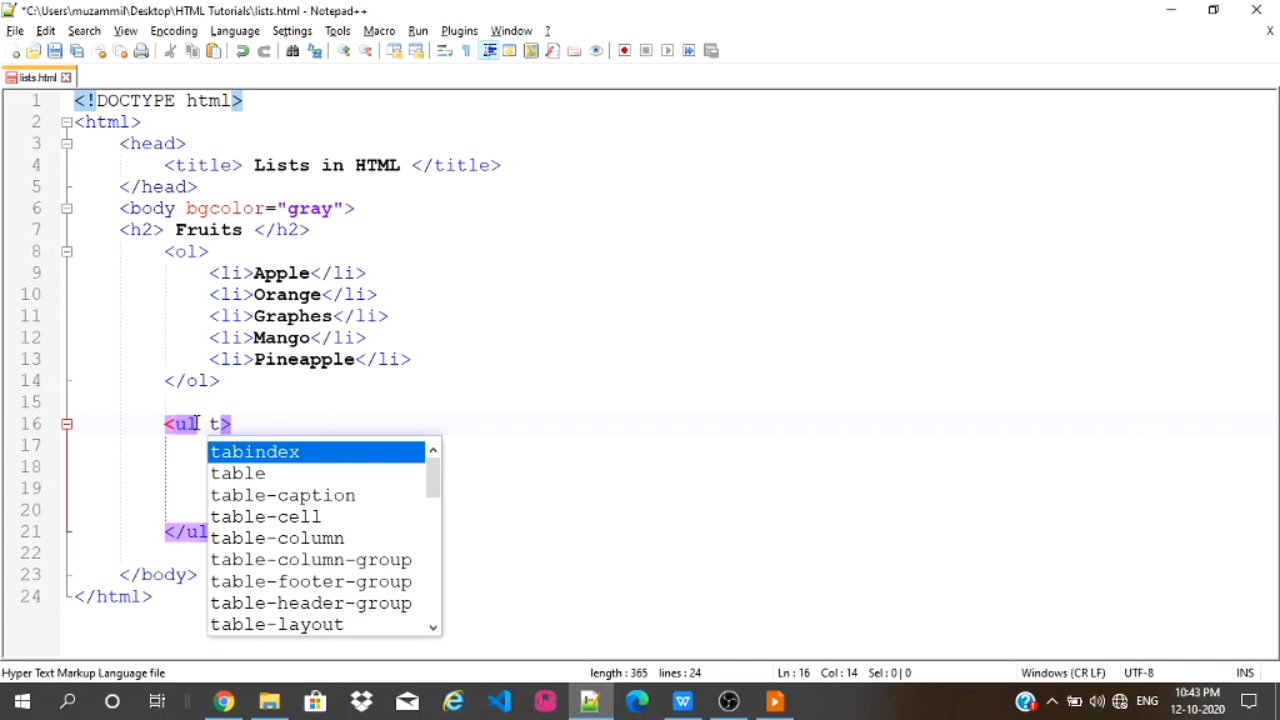 *C:\Users\muzammil\Desktop\HTML Tutorials\lists.html - Notepad++
File Edit Search View Encoding Language Settings Tools Macro Run Plugins Window ?
X
lists.html
1 <!DOCTYPE html>
2 <html>
3 <head>
4 <title> Lists in HTML </title>
5 </head>
6 <body bgcolor="gray">
7 <h2> Fruits </h2>
8 <ol>
9 <li>Apple</li>
10 <li>Orange</li>
11 <li>Graphes</li>
12 <li>Mango</li>
13 <li>Pineapple</li>
14 </ol>
15
16 <ul t>
17 tabindex
18 table
19 table-caption
20 table-cell
21 </ul table-column
22 table-column-group
23 </body> table-footer-group
24 </html> table-header-group
table-layout
Hyper Text Markup Language file length : 365 lines : 24 Ln : 16 Col : 14 Sel : 0 | 0 Windows (CR LF) UTF-8 INS
ENG
10:43 PM
12-10-2020